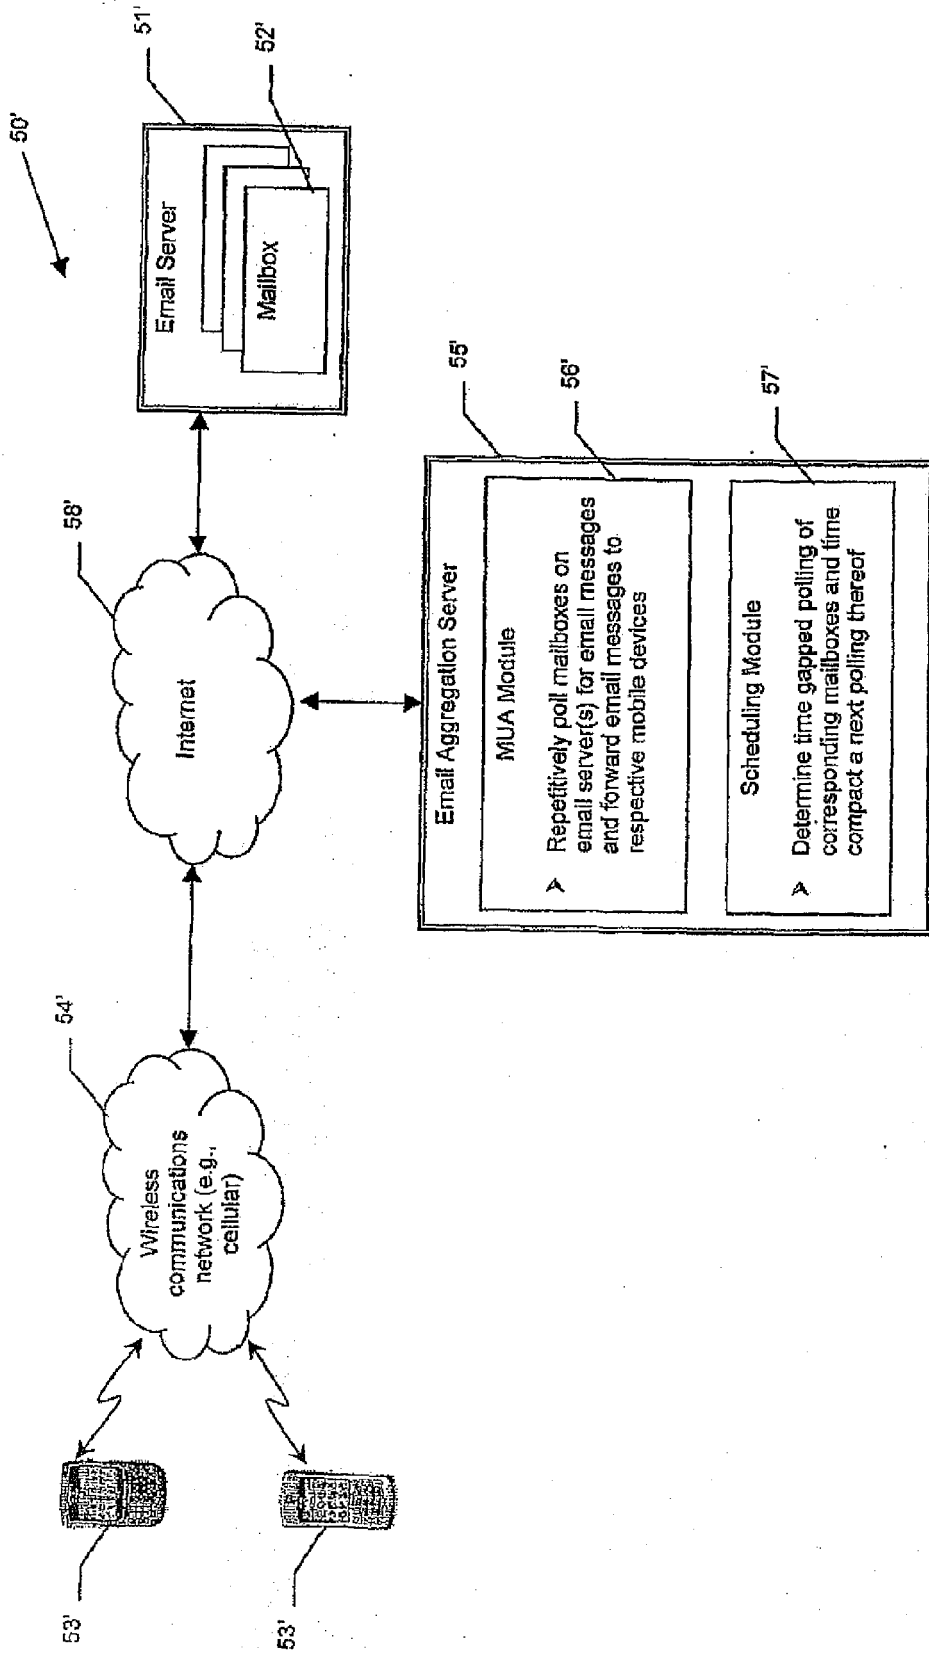 50'
51'
52'
Email Server
Mailbox
58'
Internet
54'
Wireless
communications
network (e.g.,
cellular)
53'
53'
55'
56'
57'
Email Aggregation Server
MUA Module
➢ Repetitively poll mailboxes on
email server(s) for email messages
and forward email messages to
respective mobile devices
Scheduling Module
➢ Determine time gapped polling of
corresponding mailboxes and time
compact a next polling thereof